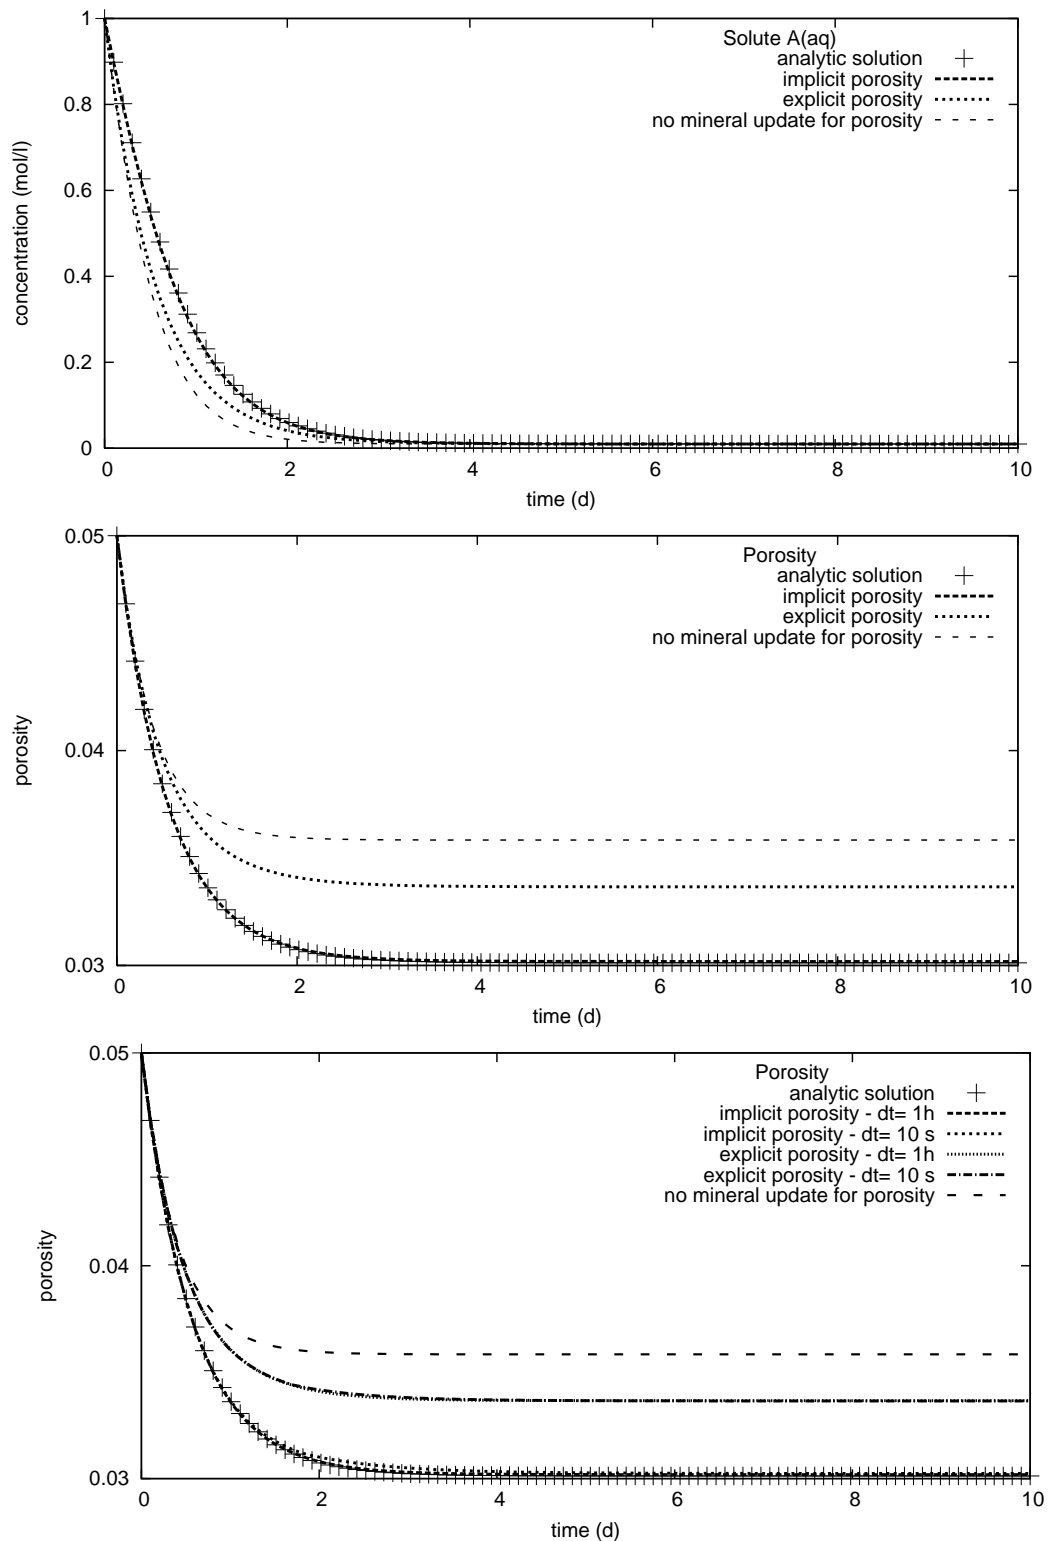 Solute A(aq)
analytic solution
implicit porosity
explicit porosity
no mineral update for porosity
concentration (mol/l)
1
0.8
0.6
0.4
0.2
0
0 2 4 6 8 10
time (d)
Porosity
analytic solution
implicit porosity
explicit porosity
no mineral update for porosity
porosity
0.05
0.04
0.03
0 2 4 6 8 10
time (d)
Porosity
analytic solution
implicit porosity - dt= 1h
implicit porosity - dt= 10 s
explicit porosity - dt= 1h
explicit porosity - dt= 10 s
no mineral update for porosity
porosity
0.05
0.04
0.03
0 2 4 6 8 10
time (d)